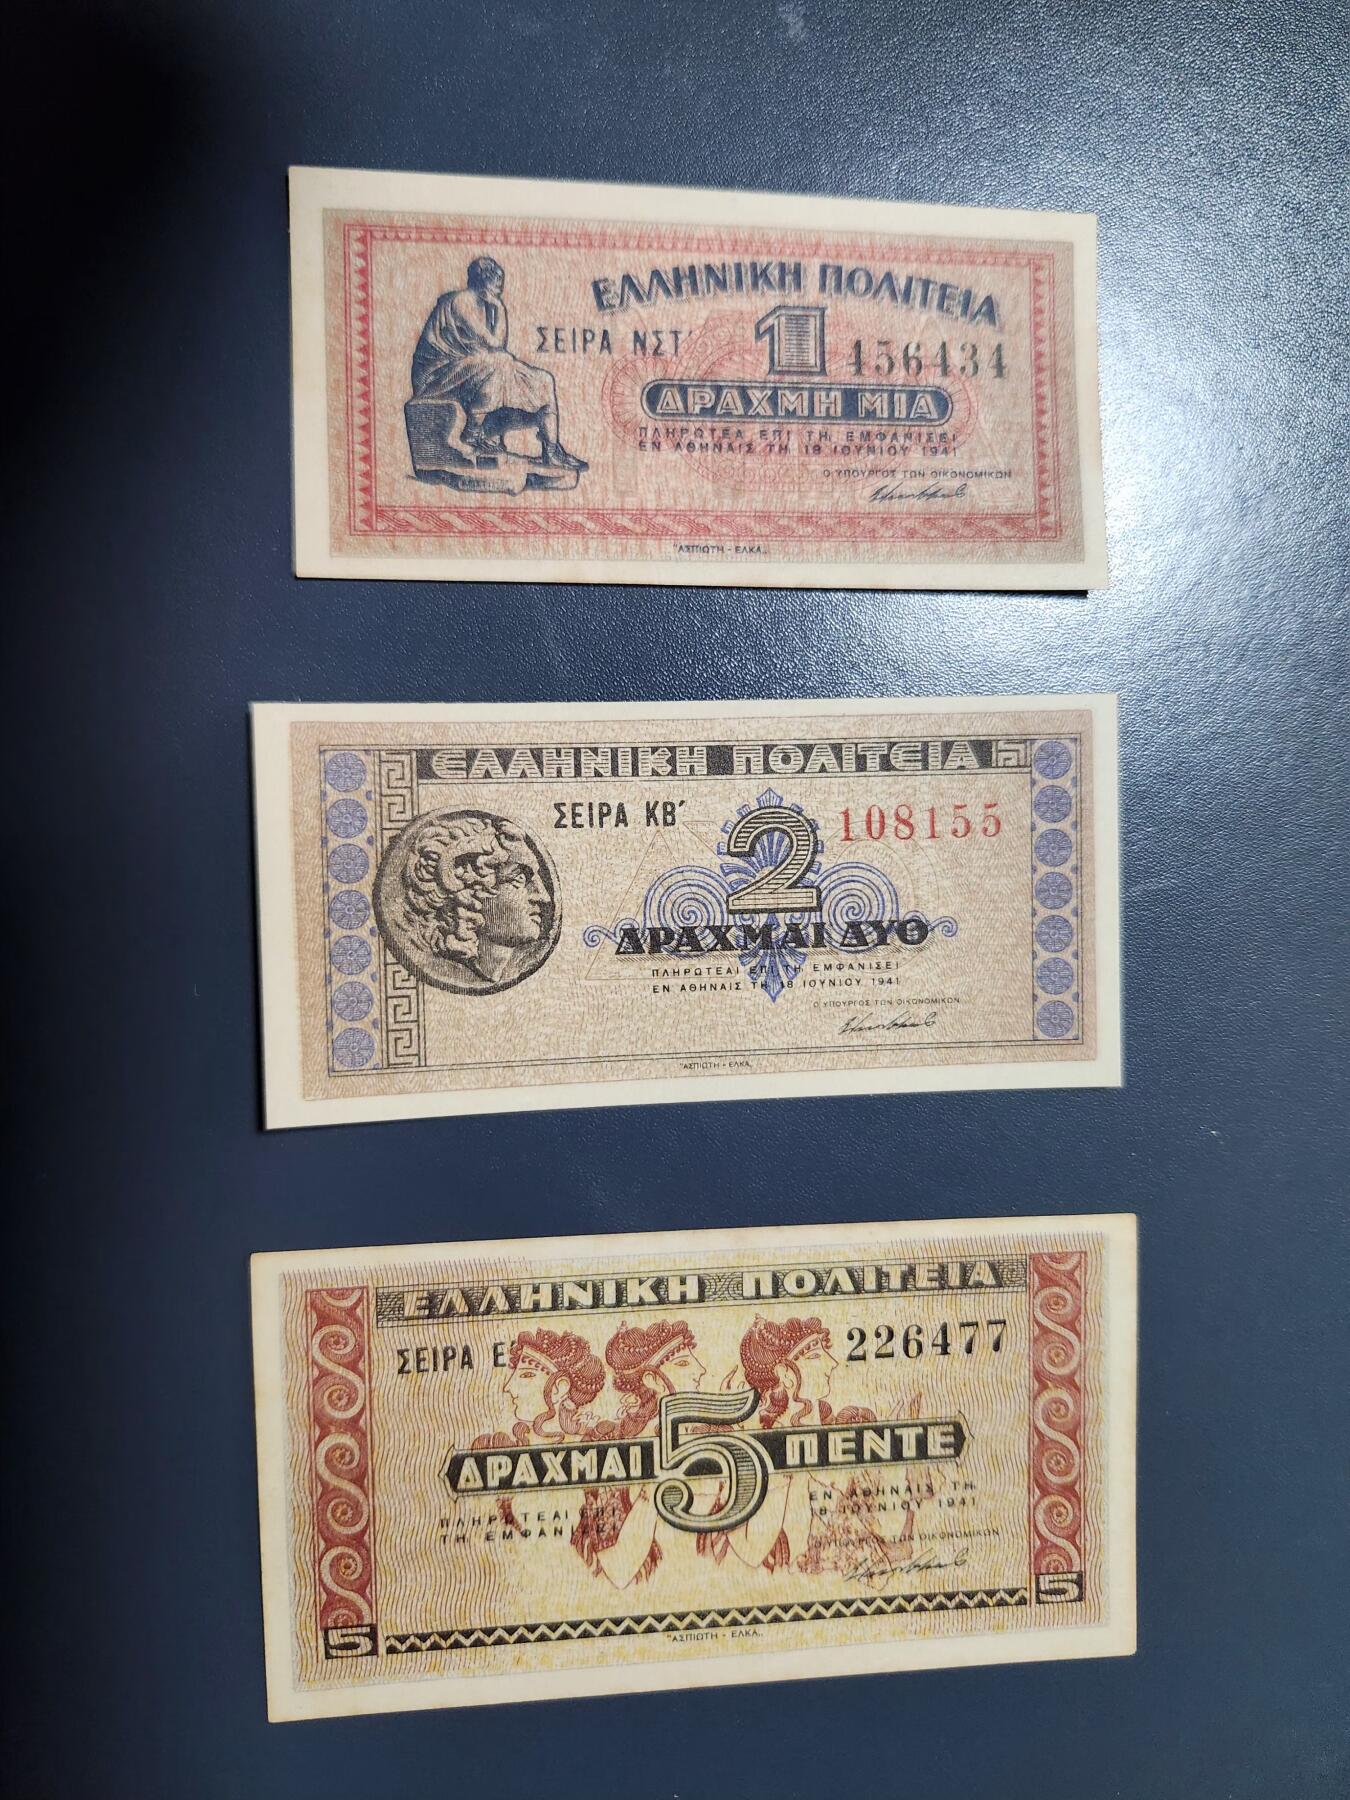 ΕΛΛΗΝΙΚΗ ΠΟΛΙΤΕΙΑ
ΣΕΙΡΑ ΝΣΤ΄ 1 456434
ΔΡΑΧΜΗ ΜΙΑ
ΠΛΗΡΩΤΕΑ ΕΠΙ ΤΗ ΕΜΦΑΝΙΣΕΙ
ΕΝ ΑΘΗΝΑΙΣ ΤΗ 18 ΙΟΥΝΙΟΥ 1941
Ο ΥΠΟΥΡΓΟΣ ΤΩΝ ΟΙΚΟΝΟΜΙΚΩΝ
"ΑΣΠΙΩΤΗ - ΕΛΚΑ„
ΕΛΛΗΝΙΚΗ ΠΟΛΙΤΕΙΑ
ΣΕΙΡΑ ΚΒ΄ 2 108155
ΔΡΑΧΜΑΙ ΔΥΟ
ΠΛΗΡΩΤΕΑΙ ΕΠΙ ΤΗ ΕΜΦΑΝΙΣΕΙ
ΕΝ ΑΘΗΝΑΙΣ ΤΗ 18 ΙΟΥΝΙΟΥ 1941
Ο ΥΠΟΥΡΓΟΣ ΤΩΝ ΟΙΚΟΝΟΜΙΚΩΝ
"ΑΣΠΙΩΤΗ - ΕΛΚΑ„
ΕΛΛΗΝΙΚΗ ΠΟΛΙΤΕΙΑ
ΣΕΙΡΑ Ε΄ 226477
ΔΡΑΧΜΑΙ 5 ΠΕΝΤΕ
ΠΛΗΡΩΤΕΑΙ ΕΠΙ
ΤΗ ΕΜΦΑΝΙΣΕΙ
ΕΝ ΑΘΗΝΑΙΣ ΤΗ
18 ΙΟΥΝΙΟΥ 1941
Ο ΥΠΟΥΡΓΟΣ ΤΩΝ ΟΙΚΟΝΟΜΙΚΩΝ
5 5
"ΑΣΠΙΩΤΗ - ΕΛΚΑ„